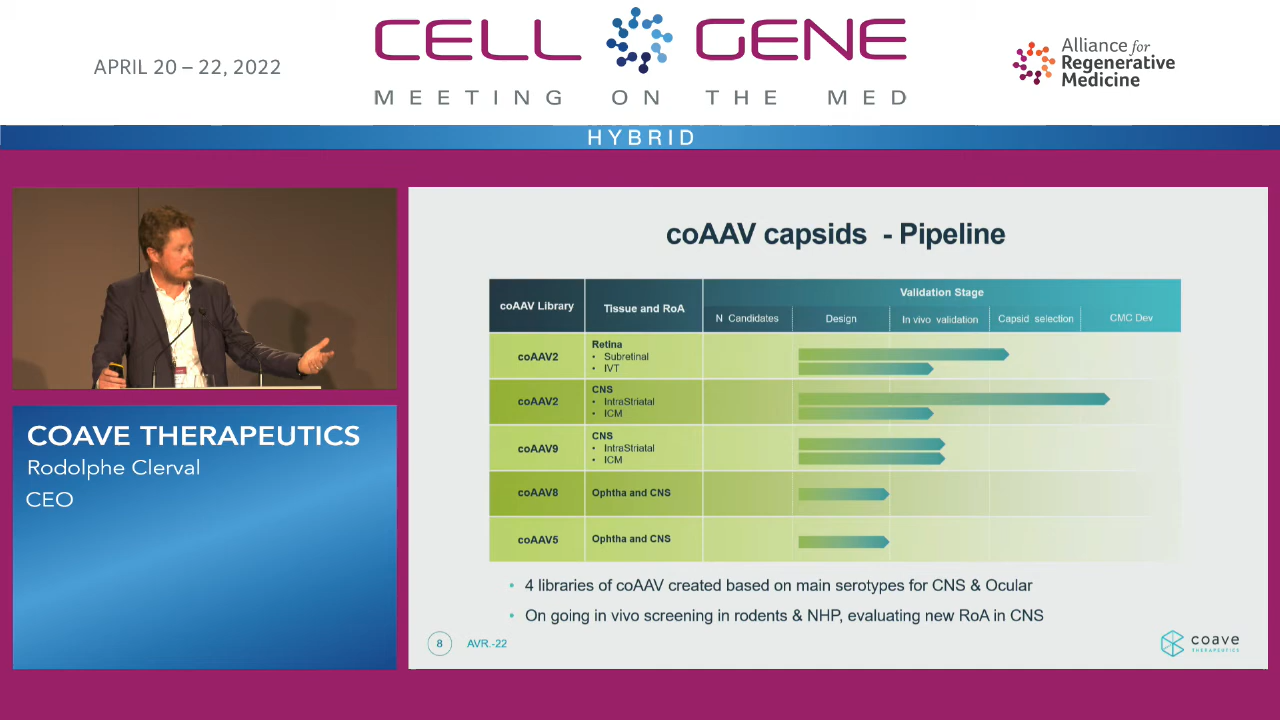 APRIL 20 – 22, 2022
CELL GENE
MEETING ON THE MED
Alliance for
Regenerative
Medicine
HYBRID
COAVE THERAPEUTICS
Rodolphe Clerval
CEO
coAAV capsids - Pipeline
coAAV Library
Tissue and RoA
Validation Stage
N Candidates
Design
In vivo validation
Capsid selection
CMC Dev
coAAV2
Retina
• Subretinal
• IVT
coAAV2
CNS
• IntraStriatal
• ICM
coAAV9
CNS
• IntraStriatal
• ICM
coAAV8
Ophtha and CNS
coAAV5
Ophtha and CNS
• 4 libraries of coAAV created based on main serotypes for CNS & Ocular
• On going in vivo screening in rodents & NHP, evaluating new RoA in CNS
8
AVR.-22
coave
THERAPEUTICS